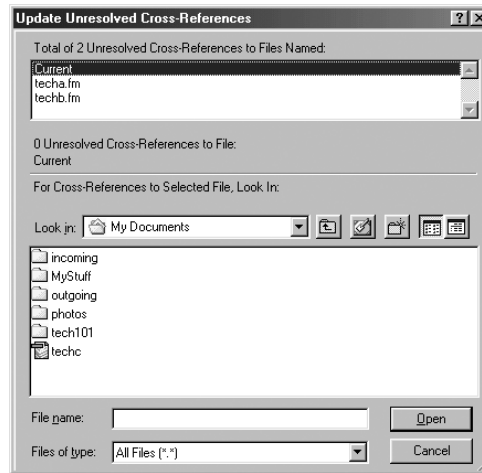 Update Unresolved Cross-References
Total of 2 Unresolved Cross-References to Files Named:
Current
techa.fm
techb.fm
0 Unresolved Cross-References to File:
Current
For Cross-References to Selected File, Look In:
Look in: My Documents
incoming
MyStuff
outgoing
photos
tech101
techc
File name: Open
Files of type: All Files (*.*) Cancel